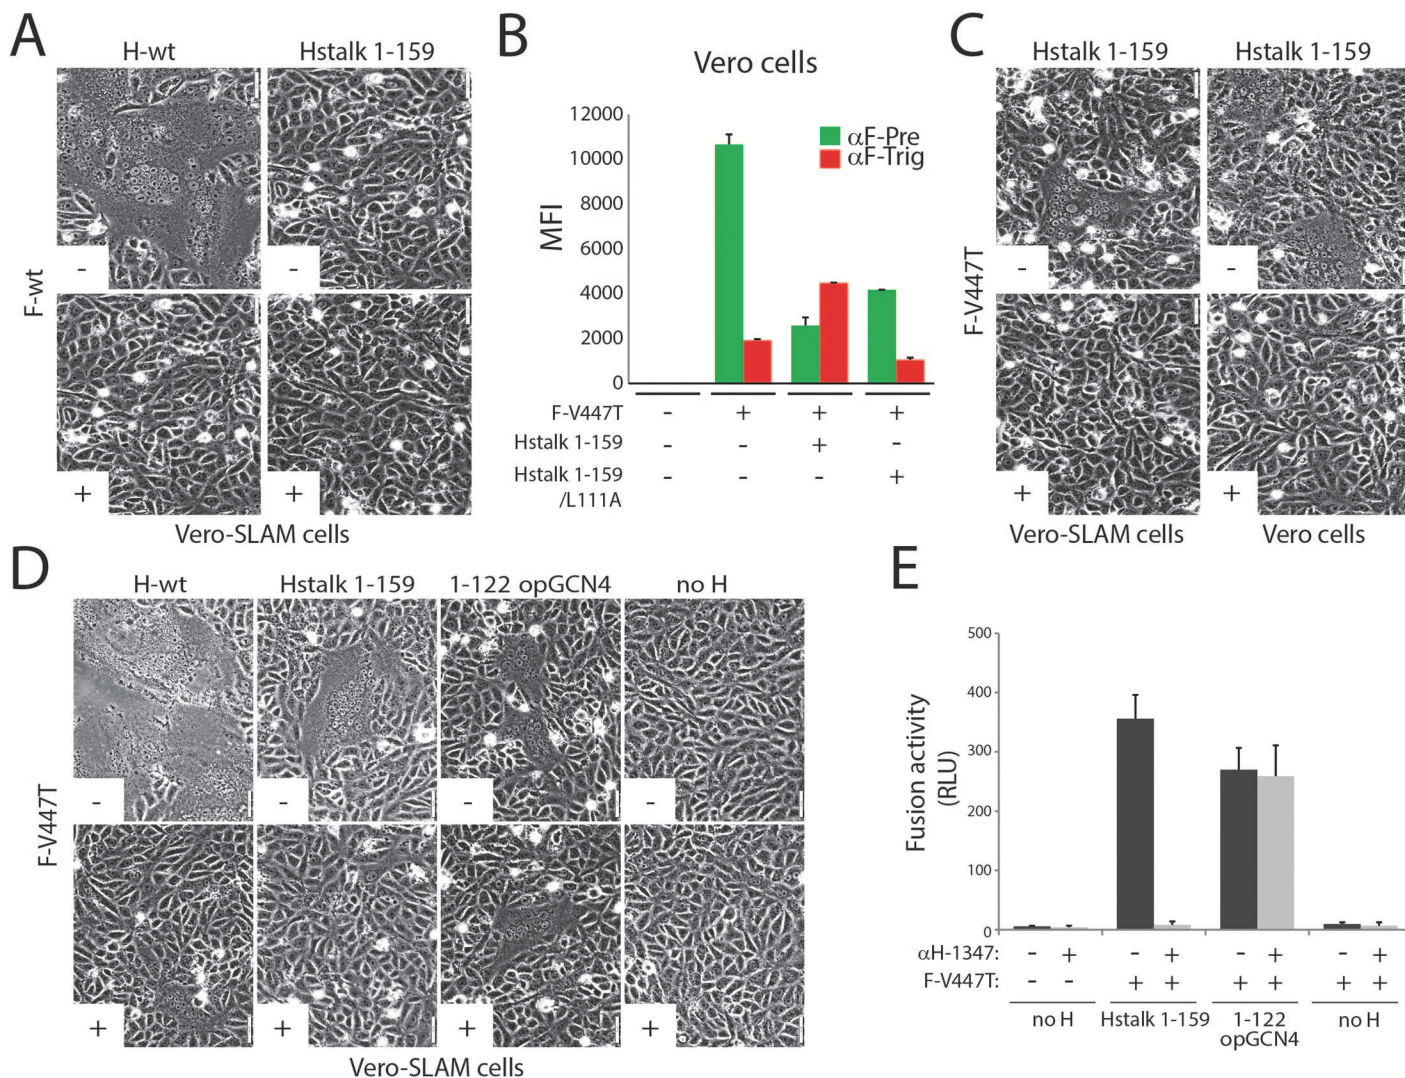 A
H-wt Hstalk 1-159
F-wt
- -
+ +
Vero-SLAM cells
B
Vero cells
MFI
12000
10000
8000
6000
4000
2000
0
αF-Pre
αF-Trig
F-V447T - + + +
Hstalk 1-159 - - + -
Hstalk 1-159
/L111A - - - +
C
Hstalk 1-159 Hstalk 1-159
F-V447T
- -
+ +
Vero-SLAM cells Vero cells
D
H-wt Hstalk 1-159 1-122 opGCN4 no H
F-V447T
- - - -
+ + + +
Vero-SLAM cells
E
Fusion activity
(RLU)
500
400
300
200
100
0
αH-1347: - + - + - + - +
F-V447T: - - + + + + + +
no H Hstalk 1-159 1-122 no H
opGCN4